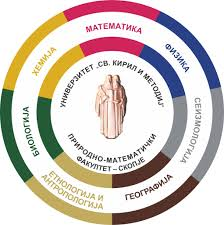 МАТЕМАТИКА
ФИЗИКА
СЕИЗМОЛОГИЈА
ГЕОГРАФИЈА
ЕТНОЛОГИЈА И
АНТРОПОЛОГИЈА
БИОЛОГИЈА
ХЕМИЈА
УНИВЕРЗИТЕТ „СВ. КИРИЛ И МЕТОДИЈ"
ПРИРОДНО-МАТЕМАТИЧКИ
ФАКУЛТЕТ – СКОПЈЕ